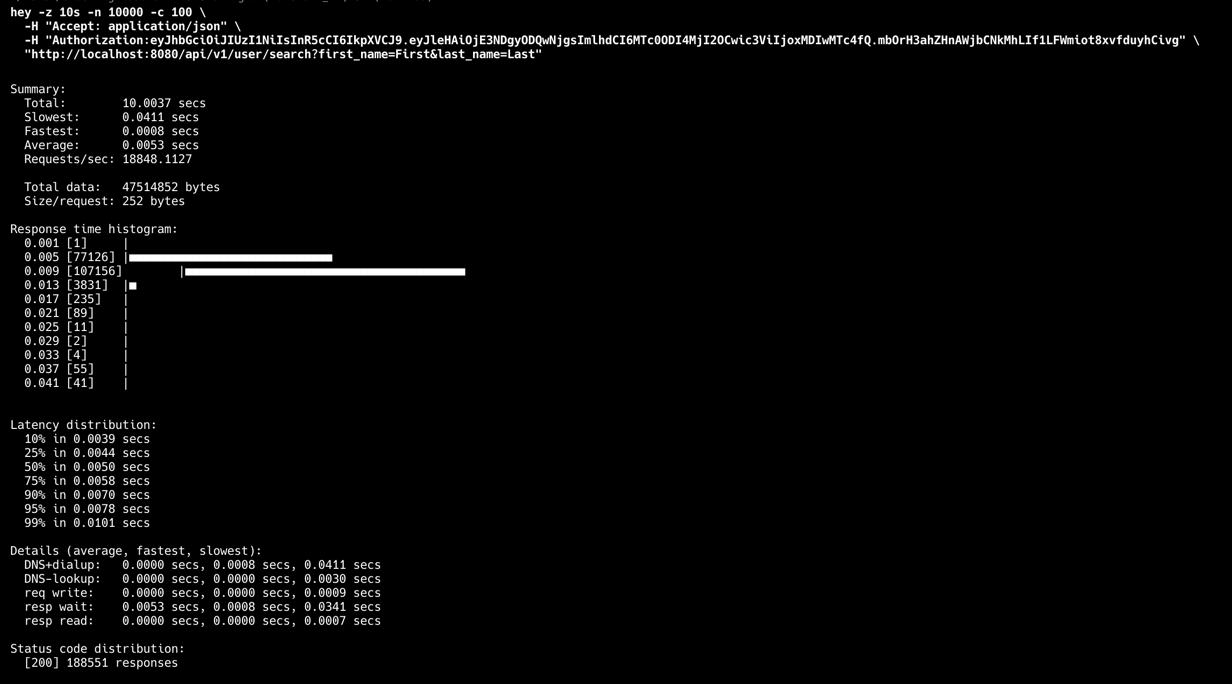 hey -z 10s -n 10000 -c 100 \
-H "Accept: application/json" \
-H "Authorization:eyJhbGciOiJIUzI1NiIsInR5cCI6IkpXVCJ9.eyJleHAiOjE3NDgyODQwNjgsImlhdCI6MTc0ODI4MjI2OCwic3ViIjoxMDIwMTc4fQ.mbOrH3ahZHnAWjbCNkMhLIf1LFWmiot8xvfduyhCivg" \
"http://localhost:8080/api/v1/user/search?first_name=First&last_name=Last"
Summary:
Total: 10.0037 secs
Slowest: 0.0411 secs
Fastest: 0.0008 secs
Average: 0.0053 secs
Requests/sec: 18848.1127
Total data: 47514852 bytes
Size/request: 252 bytes
Response time histogram:
0.001 [1] |
0.005 [77126] |
0.009 [107156] |
0.013 [3831] |
0.017 [235] |
0.021 [89] |
0.025 [11] |
0.029 [2] |
0.033 [4] |
0.037 [55] |
0.041 [41] |
Latency distribution:
10% in 0.0039 secs
25% in 0.0044 secs
50% in 0.0050 secs
75% in 0.0058 secs
90% in 0.0070 secs
95% in 0.0078 secs
99% in 0.0101 secs
Details (average, fastest, slowest):
DNS+dialup: 0.0000 secs, 0.0008 secs, 0.0411 secs
DNS-lookup: 0.0000 secs, 0.0000 secs, 0.0030 secs
req write: 0.0000 secs, 0.0000 secs, 0.0009 secs
resp wait: 0.0053 secs, 0.0008 secs, 0.0341 secs
resp read: 0.0000 secs, 0.0000 secs, 0.0007 secs
Status code distribution:
[200] 188551 responses